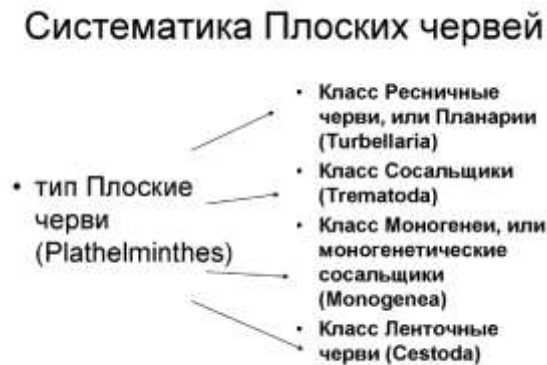 Систематика Плоских червей
• тип Плоские
черви
(Plathelminthes)
• Класс Ресничные
черви, или Планарии
(Turbellaria)
• Класс Сосальщики
(Trematoda)
• Класс Моногенеи, или
моногенетические
сосальщики
(Monogenea)
• Класс Ленточные
черви (Cestoda)